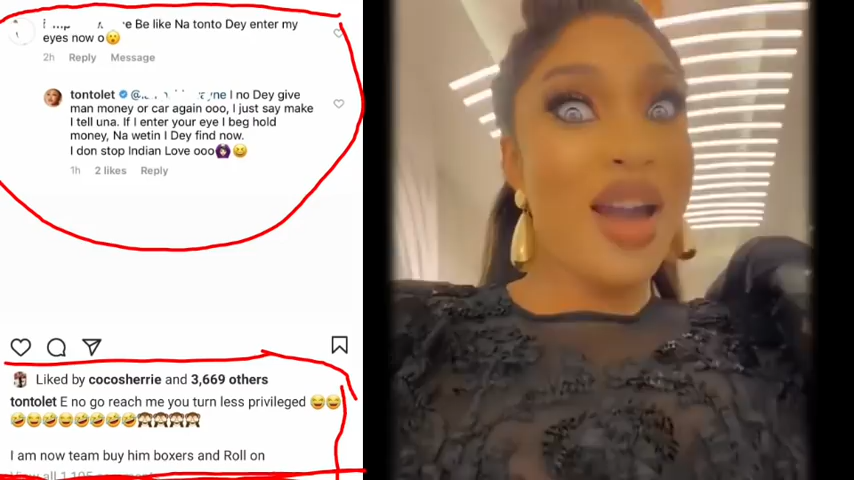 Be like Na tonto Dey enter my
eyes now o😮
2h Reply Message
tontolet I no Dey give
man money or car again ooo, I just say make
I tell una. If I enter your eye I beg hold
money, Na wetin I Dey find now.
I don stop Indian Love ooo💆🏻‍♀️😀
1h 2 likes Reply
Liked by cocosherrie and 3,669 others
tontolet E no go reach me you turn less privileged 😂😂
🤣😂🤣😂🤣🤣🤣🤣🙈🙈🙈🙈
I am now team buy him boxers and Roll on